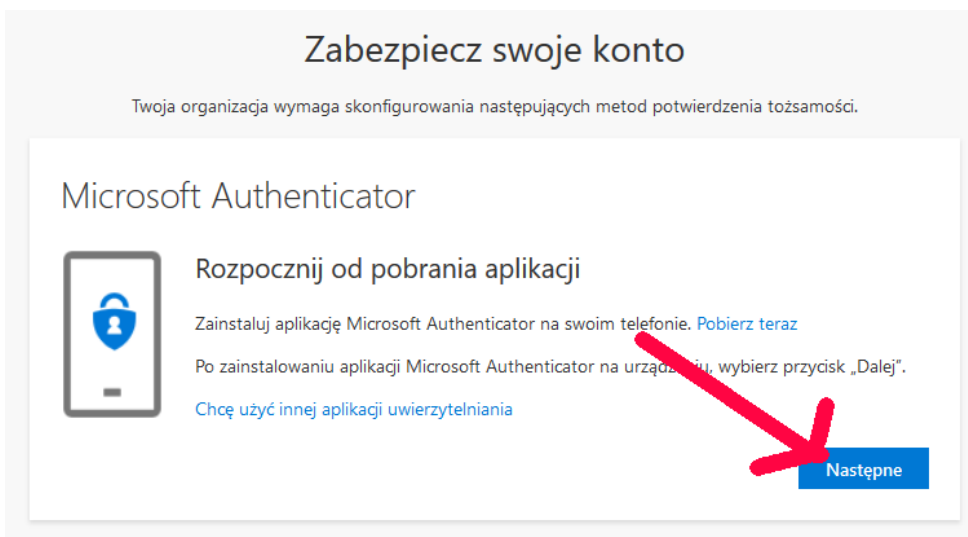 Zabezpiecz swoje konto
Twoja organizacja wymaga skonfigurowania następujących metod potwierdzenia tożsamości.
Microsoft Authenticator
Rozpocznij od pobrania aplikacji
Zainstaluj aplikację Microsoft Authenticator na swoim telefonie. Pobierz teraz
Po zainstalowaniu aplikacji Microsoft Authenticator na urządzeniu, wybierz przycisk „Dalej”.
Chcę użyć innej aplikacji uwierzytelniania
Następne